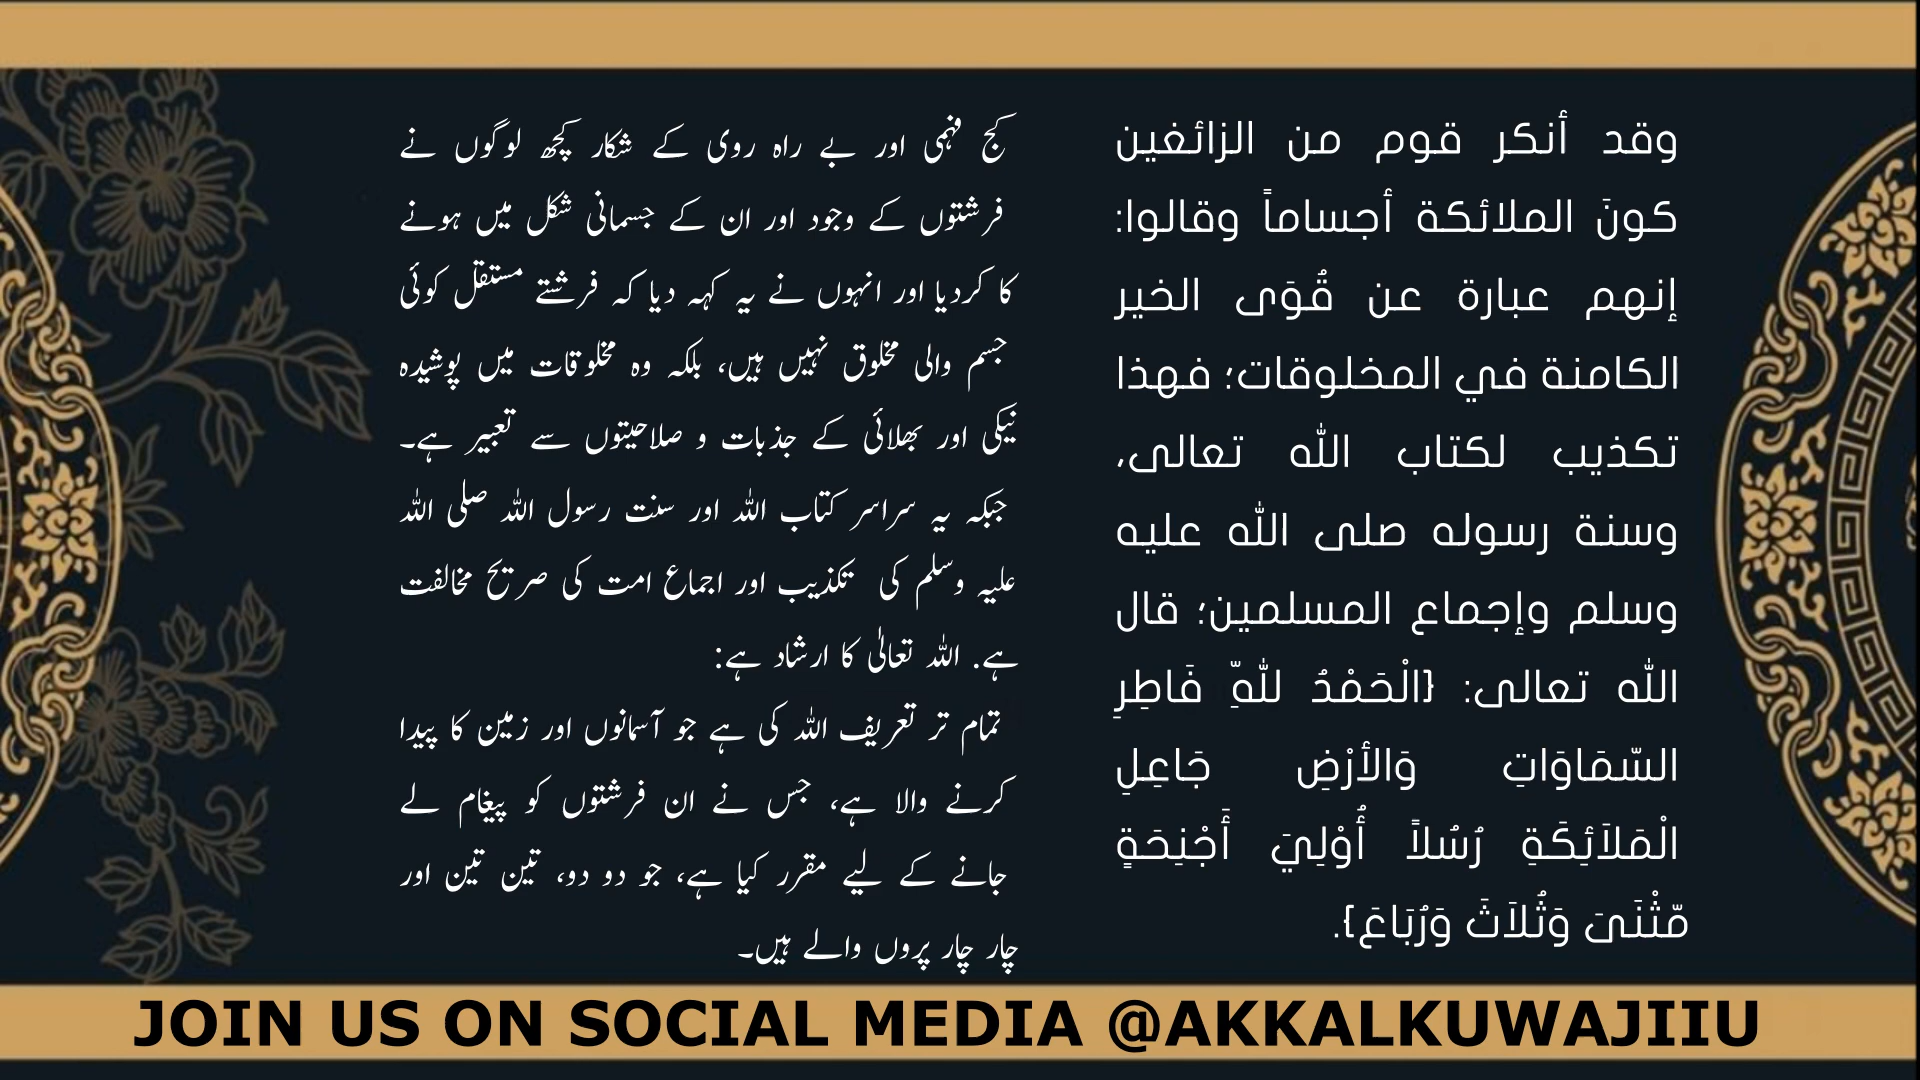 وقد أنكر قوم من الزائغين
كونَ الملائكة أجساماً وقالوا:
إنهم عبارة عن قُوَى الخير
الكامنة في المخلوقات؛ فهذا
تكذيب لكتاب الله تعالى،
وسنة رسوله صلى الله عليه
وسلم وإجماع المسلمين؛ قال
الله تعالى: {الْحَمْدُ للّهِ فَاطِرِ
السّمَاوَاتِ وَالأرْضِ جَاعِلِ
الْمَلاَئِكَةِ رُسُلاً أُوْلِيَ أَجْنِحَةٍ
مّثْنَىَ وَثُلاَثَ وَرُبَاعَ}.
کج فہمی اور بے راہ روی کے شکار کچھ لوگوں نے
فرشتوں کے وجود اور ان کے جسمانی شکل میں ہونے
کا کردیا اور انہوں نے یہ کہہ دیا کہ فرشتے مستقل کوئی
جسم والی مخلوق نہیں ہیں، بلکہ وہ مخلوقات میں پوشیدہ
نیکی اور بھلائی کے جذبات و صلاحیتوں سے تعبیر ہے۔
جبکہ یہ سراسر کتاب اللہ اور سنت رسول اللہ صلی اللہ
علیہ وسلم کی تکذیب اور اجماع امت کی صریح مخالفت
ہے. اللہ تعالیٰ کا ارشاد ہے:
تمام تر تعریف اللہ کی ہے جو آسمانوں اور زمین کا پیدا
کرنے والا ہے، جس نے ان فرشتوں کو پیغام لے
جانے کے لیے مقرر کیا ہے، جو دو دو، تین تین اور
چار چار پروں والے ہیں۔
JOIN US ON SOCIAL MEDIA @AKKALKUWAJIIU